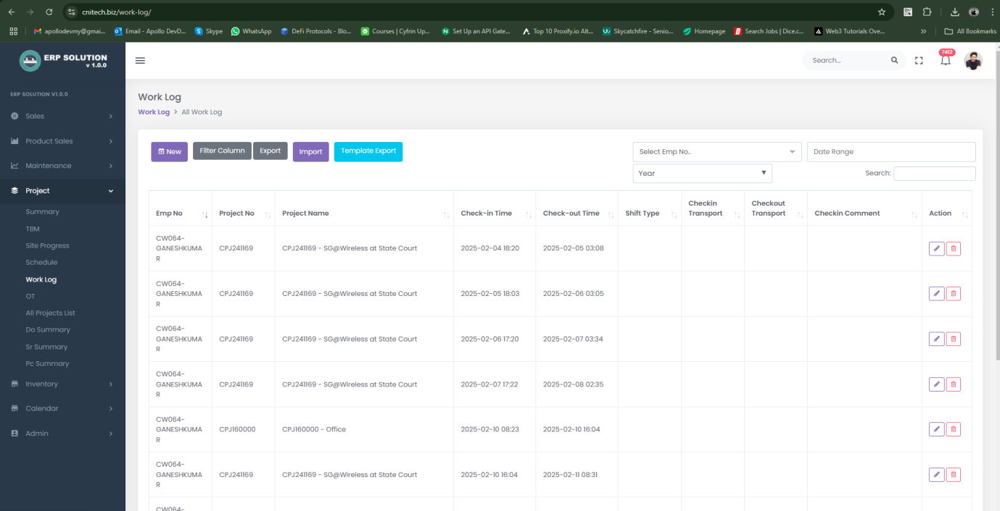 cnitech.biz/work-log/
apollodevmy@gmai...
Email - Apollo DevD...
Skype
WhatsApp
DeFi Protocols - Blo...
Courses | Cyfrin Up...
Set Up an API Gate...
Top 10 Proxify.io Alt...
Skycatchfire - Senio...
Homepage
Search Jobs | Dice.c...
Web3 Tutorials Ove...
All Bookmarks
ERP SOLUTION
v 1.0.0
Search...
7412
ERP SOLUTION V1.0.0
Sales
Product Sales
Maintenance
Project
Summary
TBM
Site Progress
Schedule
Work Log
OT
All Projects List
Do Summary
Sr Summary
Pc Summary
Inventory
Calendar
Admin
Work Log
Work Log > All Work Log
New
Filter Column
Export
Import
Template Export
Select Emp No..
Date Range
Year
Search:
Emp No
Project No
Project Name
Check-in Time
Check-out Time
Shift Type
Checkin
Transport
Checkout
Transport
Checkin Comment
Action
CW064-
GANESHKUMA
R
CPJ241169
CPJ241169 - SG@Wireless at State Court
2025-02-04 18:20
2025-02-05 03:08
CW064-
GANESHKUMA
R
CPJ241169
CPJ241169 - SG@Wireless at State Court
2025-02-05 18:03
2025-02-06 03:05
CW064-
GANESHKUMA
R
CPJ241169
CPJ241169 - SG@Wireless at State Court
2025-02-06 17:20
2025-02-07 03:34
CW064-
GANESHKUMA
R
CPJ241169
CPJ241169 - SG@Wireless at State Court
2025-02-07 17:22
2025-02-08 02:35
CW064-
GANESHKUMA
R
CPJ160000
CPJ160000 - Office
2025-02-10 08:23
2025-02-10 16:04
CW064-
GANESHKUMA
R
CPJ241169
CPJ241169 - SG@Wireless at State Court
2025-02-10 16:04
2025-02-11 08:31
CW064-